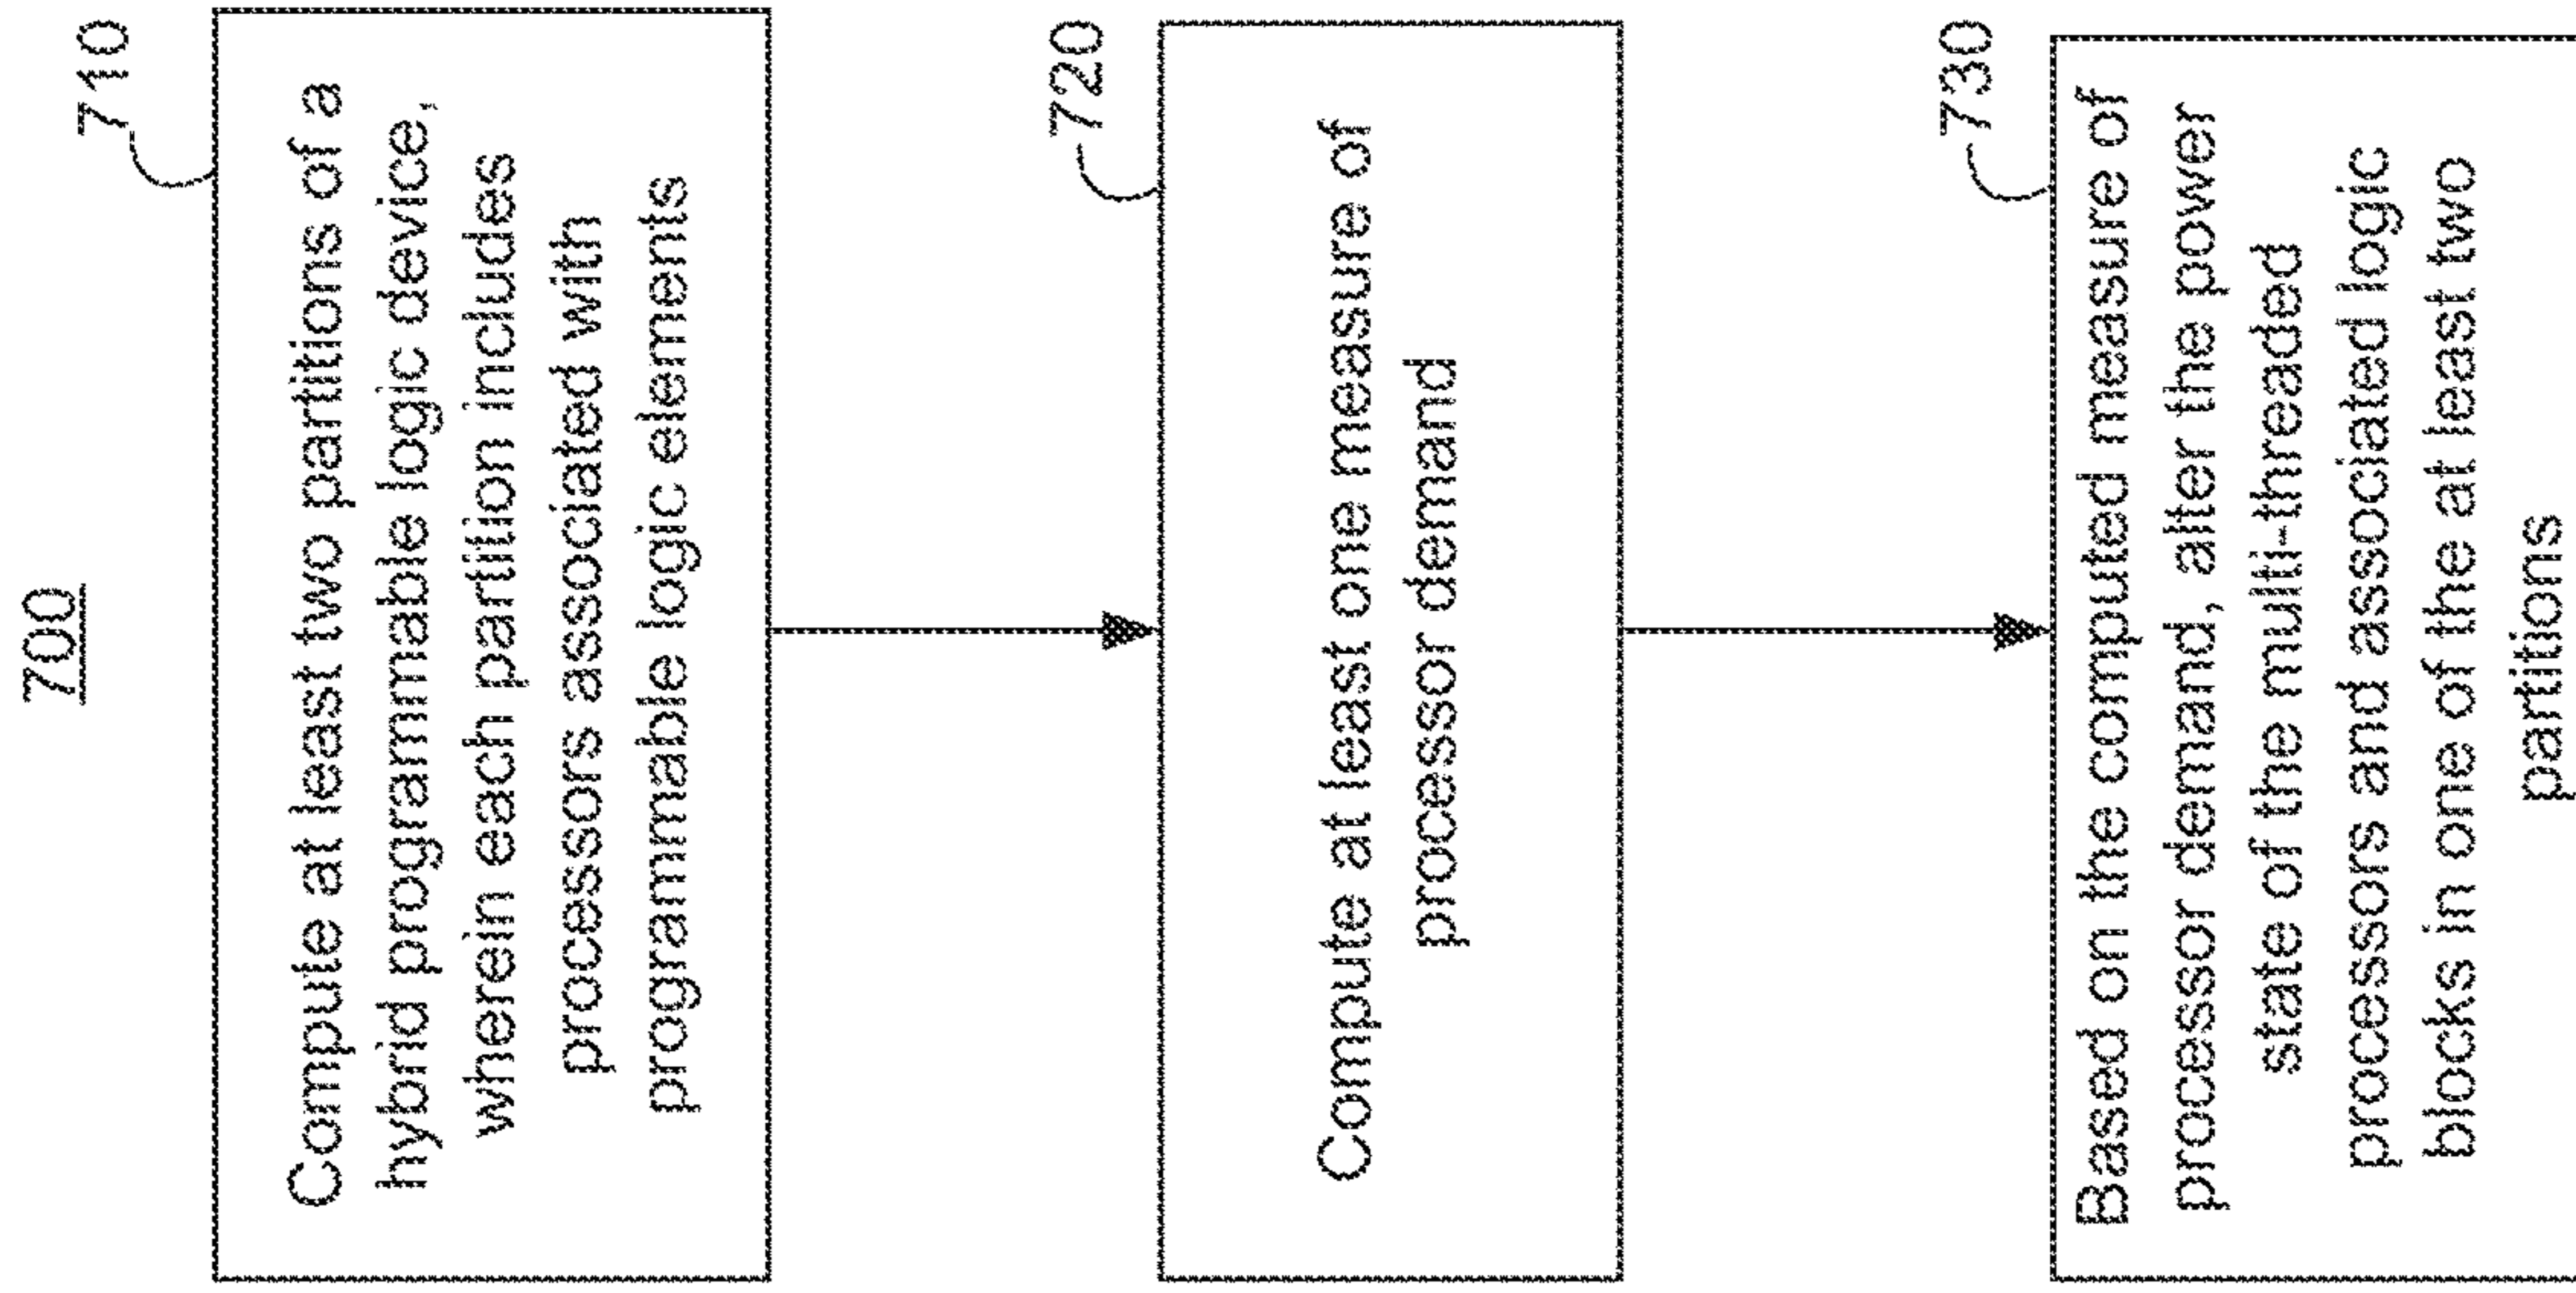 700
710
Compute at least two partitions of a
hybrid programmable logic device,
wherein each partition includes
processors associated with
programmable logic elements
720
Compute at least one measure of
processor demand
730
Based on the computed measure of
processor demand, alter the power
state of the multi-threaded
processors and associated logic
blocks in one of the at least two
partitions